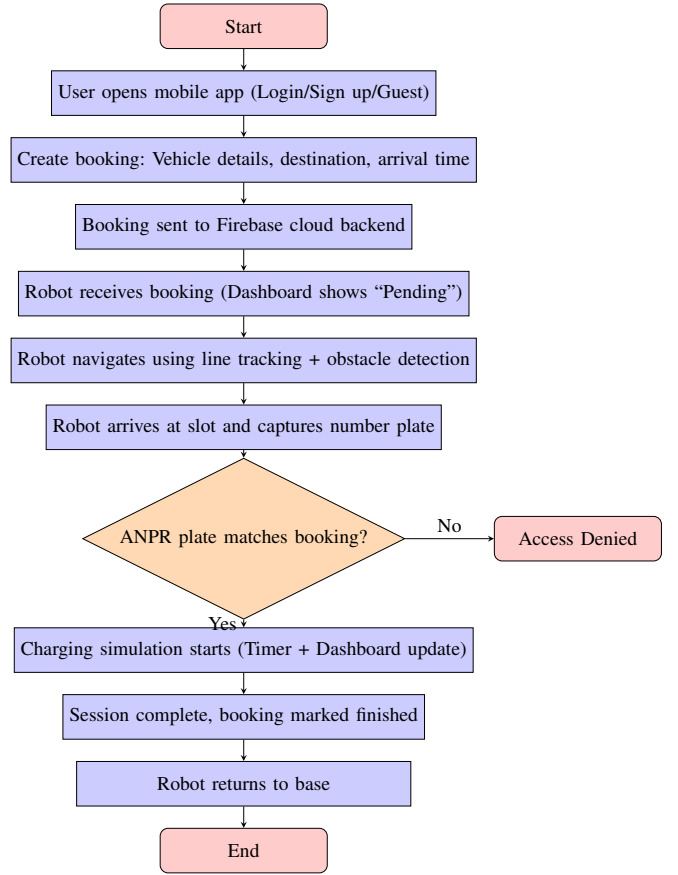 Start
User opens mobile app (Login/Sign up/Guest)
Create booking: Vehicle details, destination, arrival time
Booking sent to Firebase cloud backend
Robot receives booking (Dashboard shows “Pending”)
Robot navigates using line tracking + obstacle detection
Robot arrives at slot and captures number plate
ANPR plate matches booking?
No
Access Denied
Yes
Charging simulation starts (Timer + Dashboard update)
Session complete, booking marked finished
Robot returns to base
End